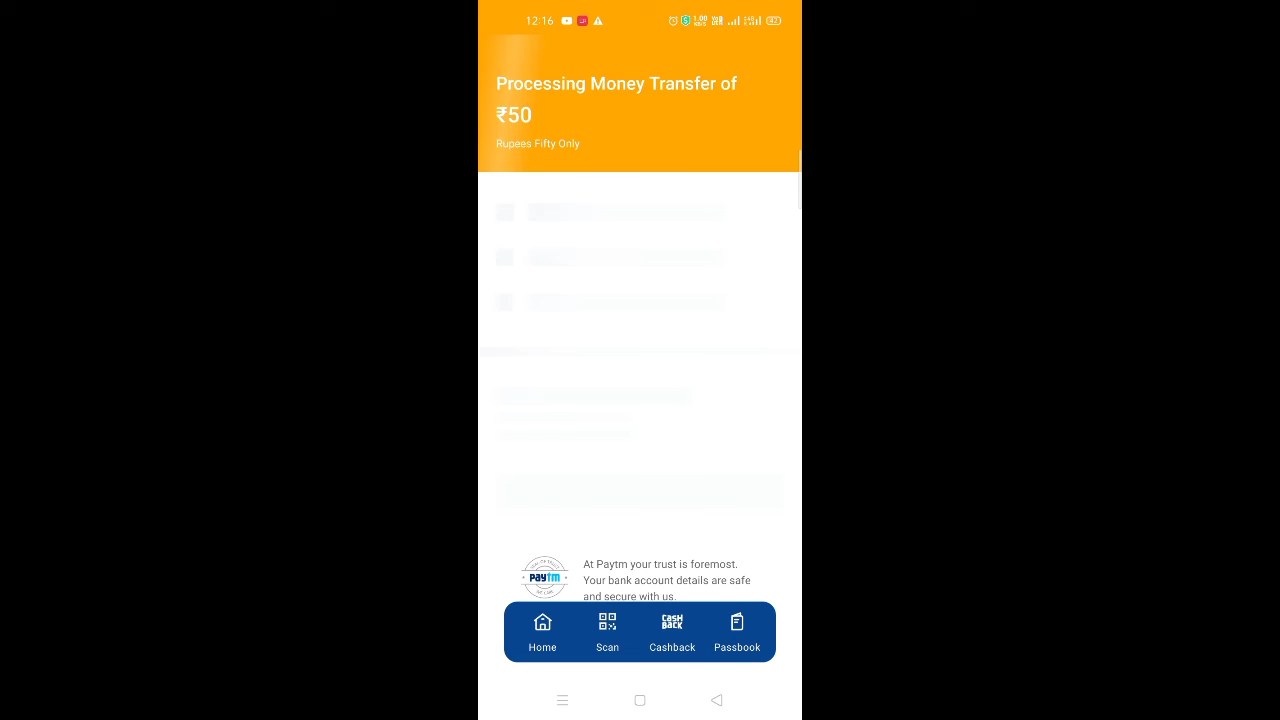 12:16
Processing Money Transfer of
₹50
Rupees Fifty Only
At Paytm your trust is foremost.
Your bank account details are safe
and secure with us.
paytm
Home
Scan
CASH BACK
Cashback
Passbook